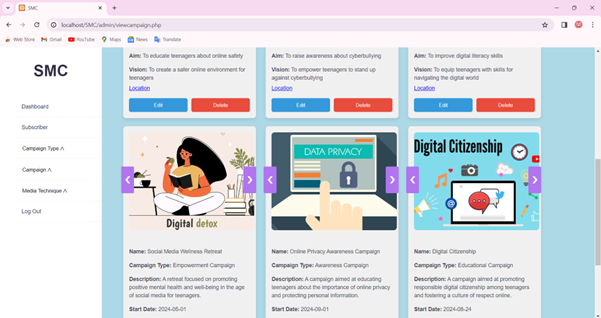 SMC
localhost/SMC/admin/viewcampaign.php
Web Store Gmail YouTube Maps News Translate
SMC
Dashboard
Subscriber
Campaign Type Λ
Campaign Λ
Media Technique Λ
Log Out
Aim: To educate teenagers about online safety
Vision: To create a safer online environment for
teenagers
Location
Edit Delete
Aim: To raise awareness about cyberbullying
Vision: To empower teenagers to stand up
against cyberbullying
Location
Edit Delete
Aim: To improve digital literacy skills
Vision: To equip teenagers with skills for
navigating the digital world
Location
Edit Delete
Digital detox
Name: Social Media Wellness Retreat
Campaign Type: Empowerment Campaign
Description: A retreat focused on promoting
positive mental health and well-being in the age
of social media for teenagers.
Start Date: 2024-05-01
DATA PRIVACY
Name: Online Privacy Awareness Campaign
Campaign Type: Awareness Campaign
Description: A campaign aimed at educating
teenagers about the importance of online privacy
and protecting personal information.
Start Date: 2024-09-01
Digital Citizenship
Name: Digital Citizenship
Campaign Type: Educational Campaign
Description: A campaign aimed at promoting
responsible digital citizenship among teenagers
and fostering a culture of respect online.
Start Date: 2024-08-24